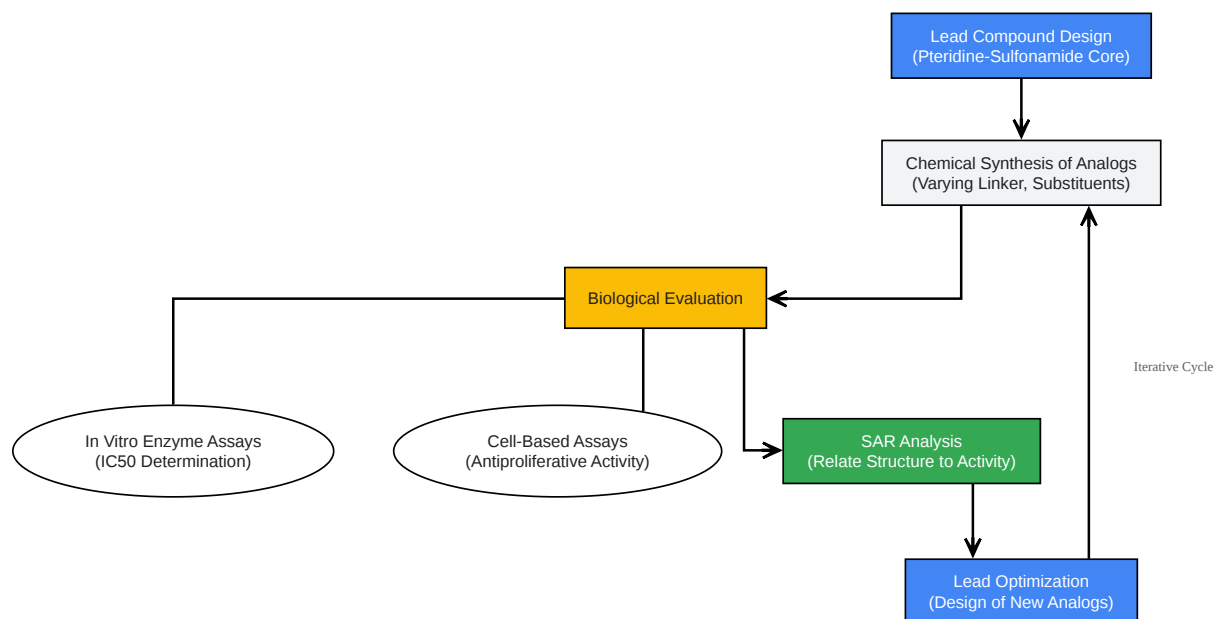 Lead Compound Design
(Pteridine-Sulfonamide Core)
Chemical Synthesis of Analogs
(Varying Linker, Substituents)
Biological Evaluation
Iterative Cycle
In Vitro Enzyme Assays
(IC50 Determination)
Cell-Based Assays
(Antiproliferative Activity)
SAR Analysis
(Relate Structure to Activity)
Lead Optimization
(Design of New Analogs)